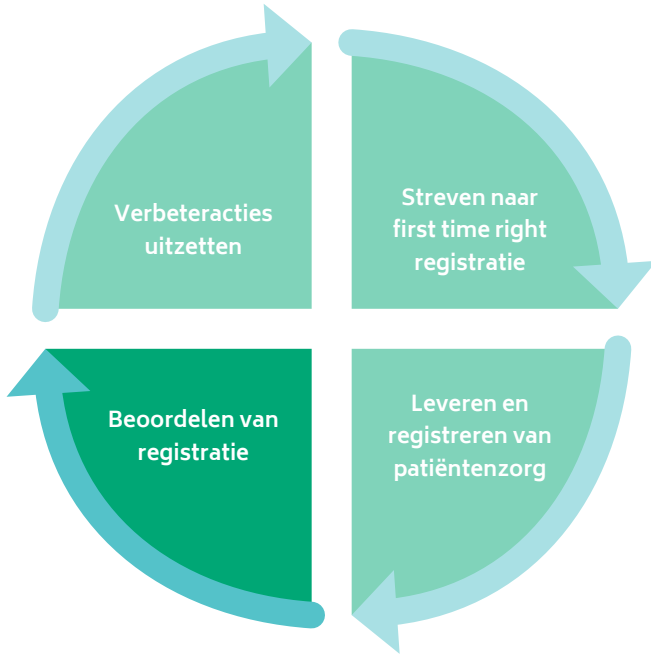 Verbeteracties
uitzetten
Streven naar
first time right
registratie
Beoordelen van
registratie
Leveren en
registreren van
patiëntenzorg